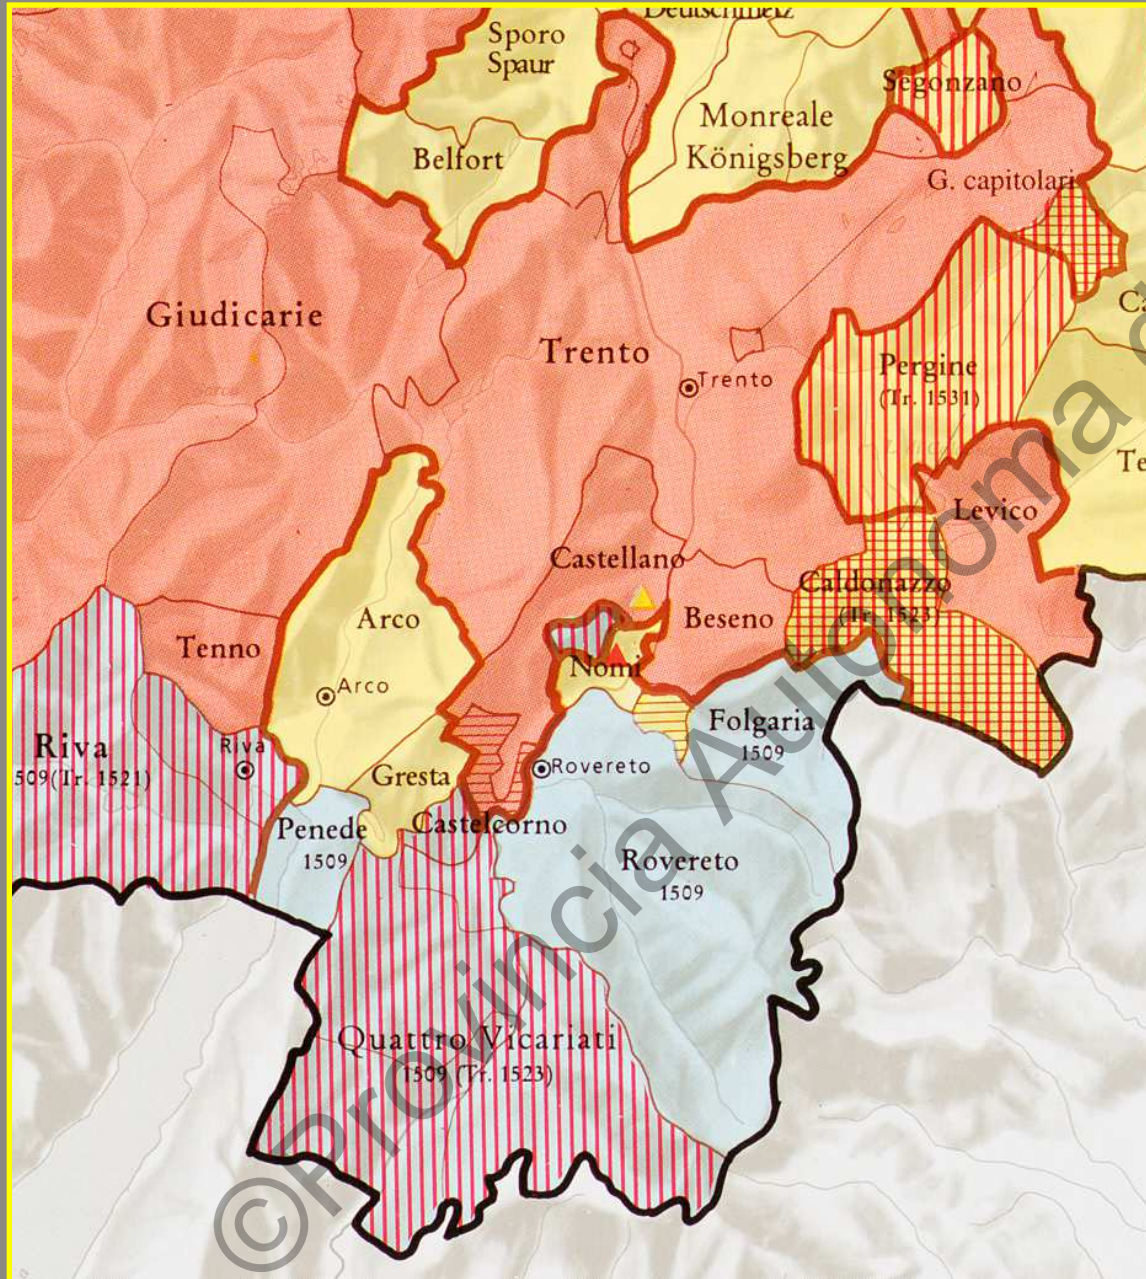 Deutschmetz
Sporo
Spaur
Segonzano
Monreale
Königsberg
Belfort
G. capitolari
Giudicarie
Ca
Trento
Trento
Pergine
(Tr. 1531)
Te
Levico
Castellano
Caldonazzo
(Tr. 1523)
Arco
Beseno
Tenno
Nomi
Arco
Folgaria
1509
Riva
509(Tr. 1521)
Riva
Rovereto
Gresta
Penede
1509
Castelcorno
Rovereto
1509
Quattro Vicariati
1509 (Tr. 1523)
©Provincia Autonoma